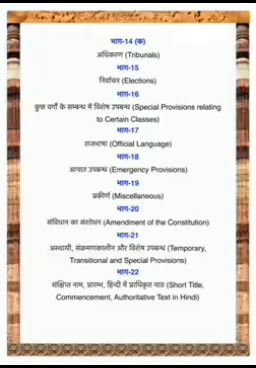 भाग-14 (क)
अधिकरण (Tribunals)
भाग-15
निर्वाचन (Elections)
भाग-16
कुछ वर्गों के सम्बन्ध में विशेष उपबन्ध (Special Provisions relating
to Certain Classes)
भाग-17
राजभाषा (Official Language)
भाग-18
आपात उपबन्ध (Emergency Provisions)
भाग-19
प्रकीर्ण (Miscellaneous)
भाग-20
संविधान का संशोधन (Amendment of the Constitution)
भाग-21
अस्थायी, संक्रमणकालीन और विशेष उपबन्ध (Temporary,
Transitional and Special Provisions)
भाग-22
संक्षिप्त नाम, प्रारम्भ, हिन्दी में प्राधिकृत पाठ (Short Title,
Commencement, Authoritative Text in Hindi)